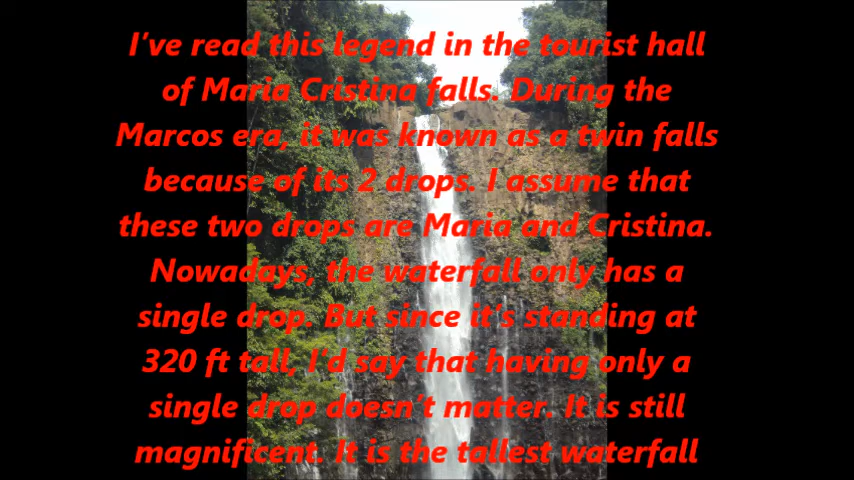 I've read this legend in the tourist hall
of Maria Cristina falls. During the
Marcos era, it was known as a twin falls
because of its 2 drops. I assume that
these two drops are Maria and Cristina.
Nowadays, the waterfall only has a
single drop. But since it's standing at
320 ft tall, I'd say that having only a
single drop doesn't matter. It is still
magnificent. It is the tallest waterfall